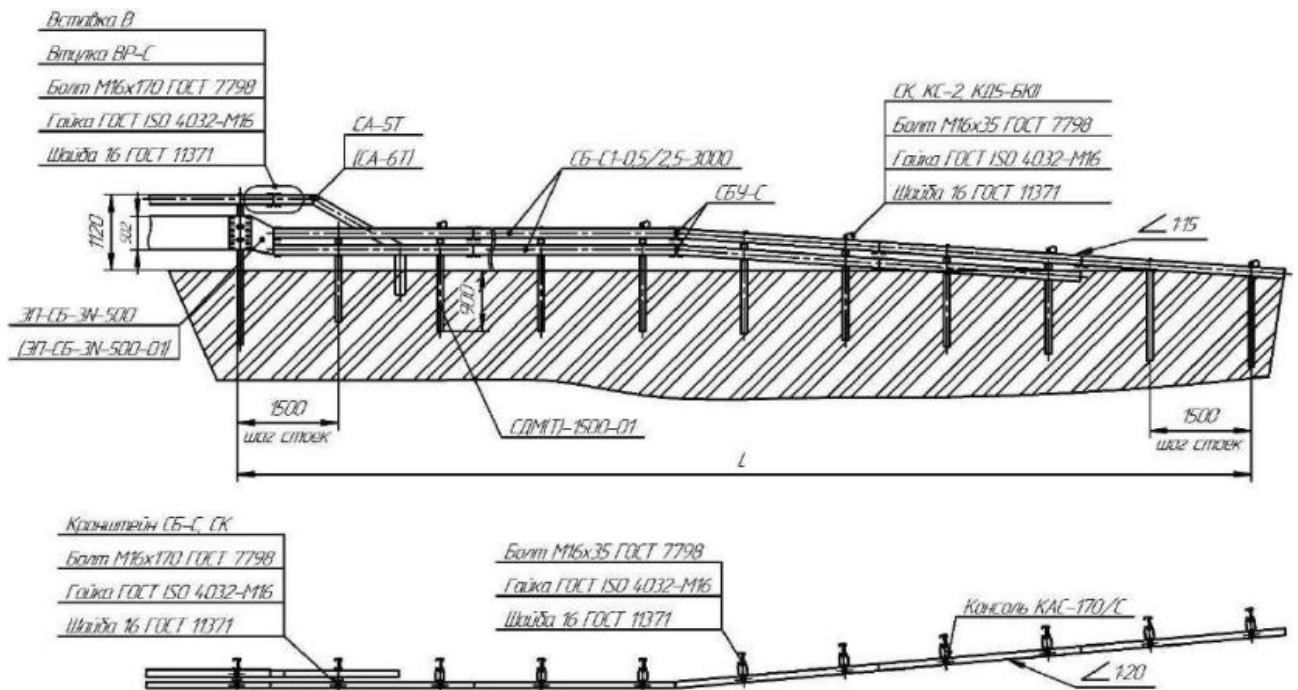 Вставка В
Втулка ВР-С
Болт М16х170 ГОСТ 7798
Гайка ГОСТ ISO 4032-М16
Шайба 16 ГОСТ 11371
СА-5Т
(СА-6Т)
СБ-С1-0,5/2,5-3000
СБУ-С
СК, КС-2, КД5-БКII
Болт М16х35 ГОСТ 7798
Гайка ГОСТ ISO 4032-М16
Шайба 16 ГОСТ 11371
1:15
1120
502
900
ЭП-СБ-3N-500
(ЭП-СБ-3N-500-01)
1500
шаг стоек
СДМ(Т)-1500-01
1500
шаг стоек
L
Кронштейн СБ-С, СК
Болт М16х170 ГОСТ 7798
Гайка ГОСТ ISO 4032-М16
Шайба 16 ГОСТ 11371
Болт М16х35 ГОСТ 7798
Гайка ГОСТ ISO 4032-М16
Шайба 16 ГОСТ 11371
Консоль КАС-170/С
1:20